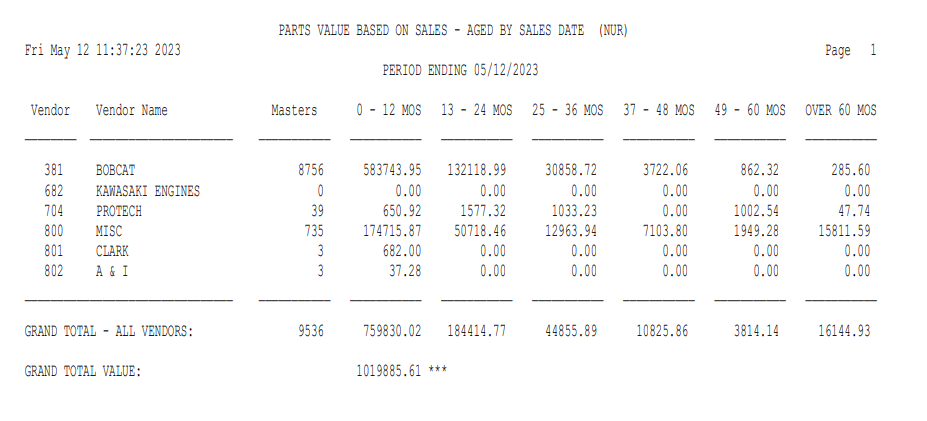 PARTS VALUE BASED ON SALES - AGED BY SALES DATE  (NUR)
Fri May 12 11:37:23 2023 Page 1
PERIOD ENDING 05/12/2023
Vendor Vendor Name Masters 0 - 12 MOS 13 - 24 MOS 25 - 36 MOS 37 - 48 MOS 49 - 60 MOS OVER 60 MOS
381 BOBCAT 8756 583743.95 132118.99 30858.72 3722.06 862.32 285.60
682 KAWASAKI ENGINES 0 0.00 0.00 0.00 0.00 0.00 0.00
704 PROTECH 39 650.92 1577.32 1033.23 0.00 1002.54 47.74
800 MISC 735 174715.87 50718.46 12963.94 7103.80 1949.28 15811.59
801 CLARK 3 682.00 0.00 0.00 0.00 0.00 0.00
802 A & I 3 37.28 0.00 0.00 0.00 0.00 0.00
GRAND TOTAL - ALL VENDORS: 9536 759830.02 184414.77 44855.89 10825.86 3814.14 16144.93
GRAND TOTAL VALUE: 1019885.61 ***